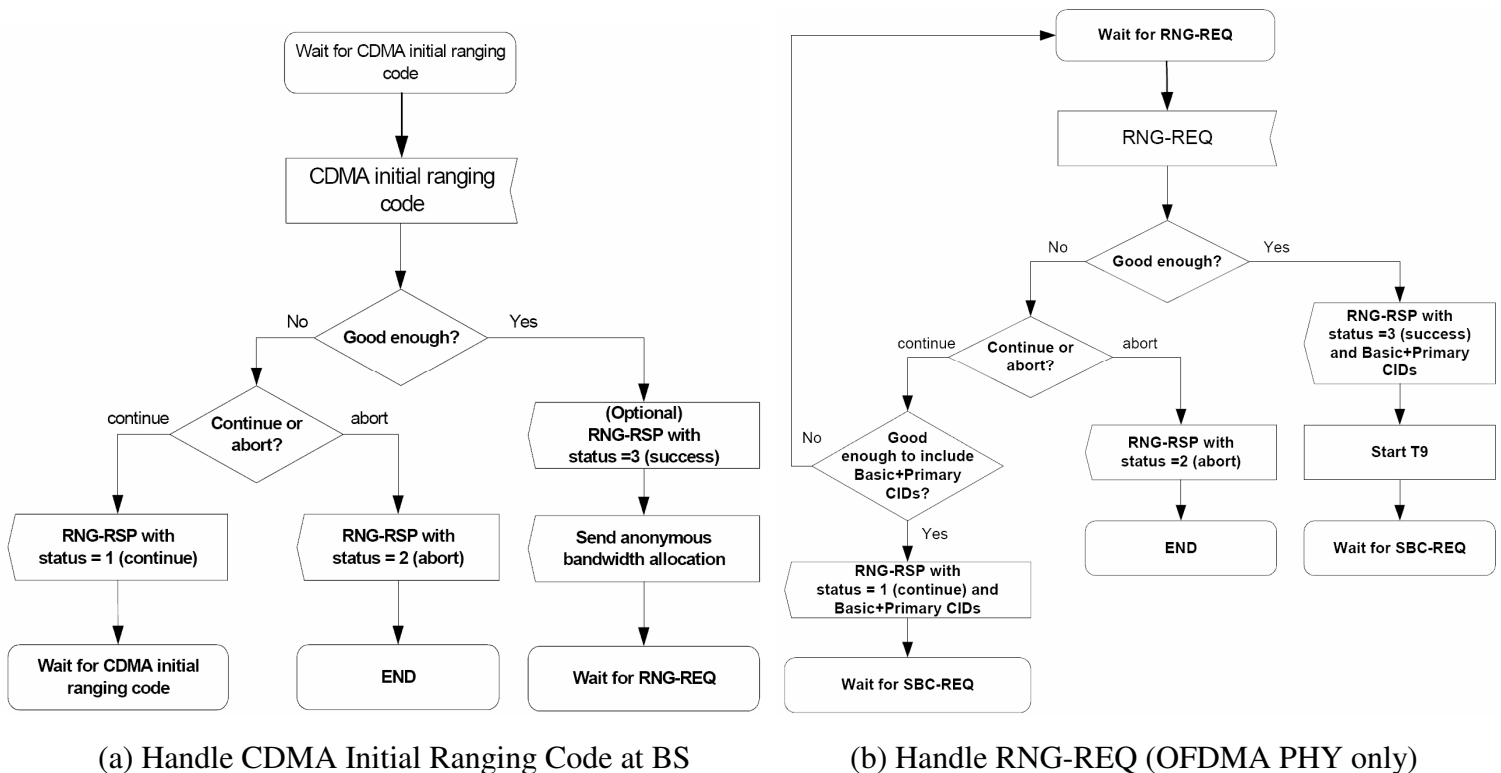 Wait for CDMA initial ranging
code
CDMA initial ranging
code
No
Good enough?
Yes
continue
Continue or
abort?
abort
(Optional)
RNG-RSP with
status =3 (success)
RNG-RSP with
status = 1 (continue)
RNG-RSP with
status = 2 (abort)
Send anonymous
bandwidth allocation
Wait for CDMA initial
ranging code
END
Wait for RNG-REQ
(a) Handle CDMA Initial Ranging Code at BS
Wait for RNG-REQ
RNG-REQ
No
Good enough?
Yes
continue
Continue or
abort?
abort
RNG-RSP with
status =3 (success)
and Basic+Primary
CIDs
No
Good
enough to include
Basic+Primary
CIDs?
RNG-RSP with
status =2 (abort)
Start T9
Yes
END
Wait for SBC-REQ
RNG-RSP with
status = 1 (continue) and
Basic+Primary CIDs
Wait for SBC-REQ
(b) Handle RNG-REQ (OFDMA PHY only)